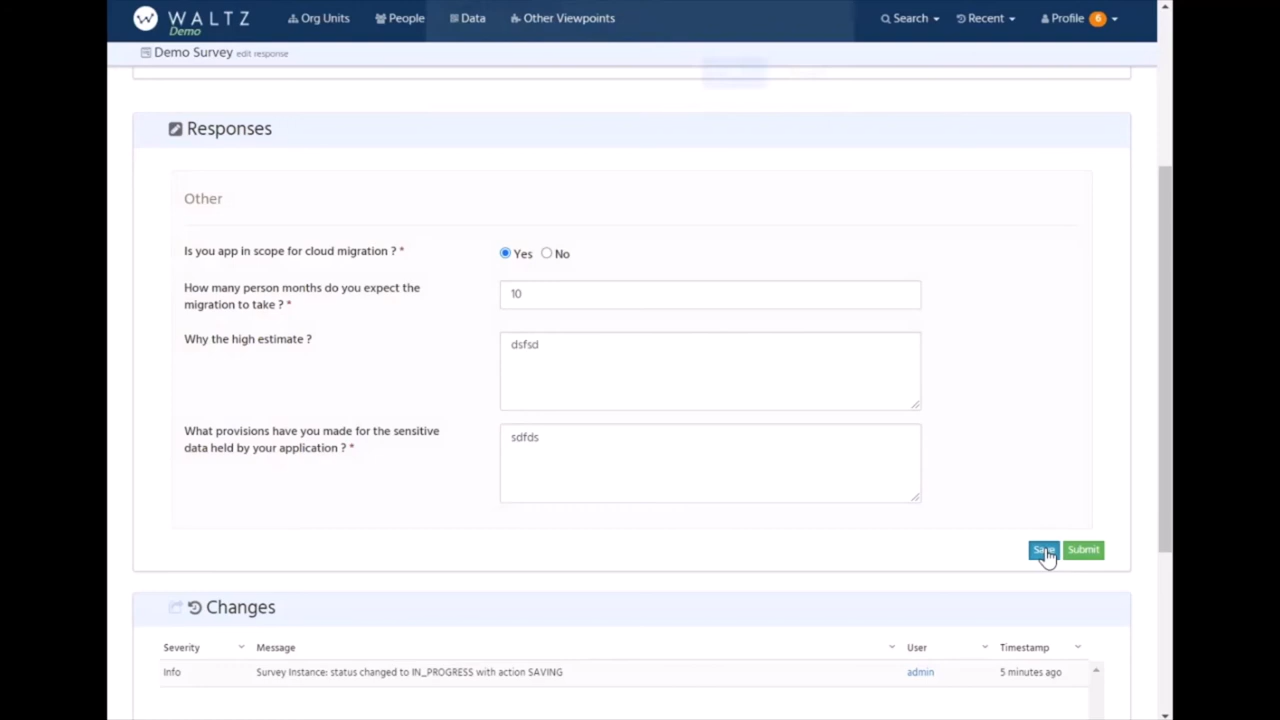 WALTZ
Demo
Org Units People Data Other Viewpoints Search Recent Profile 6
Demo Survey edit response
Responses
Other
Is you app in scope for cloud migration ? * Yes No
How many person months do you expect the
migration to take ? *
10
Why the high estimate ?
dsfsd
What provisions have you made for the sensitive
data held by your application ? *
sdfds
Save Submit
Changes
Severity Message User Timestamp
Info Survey Instance: status changed to IN_PROGRESS with action SAVING admin 5 minutes ago